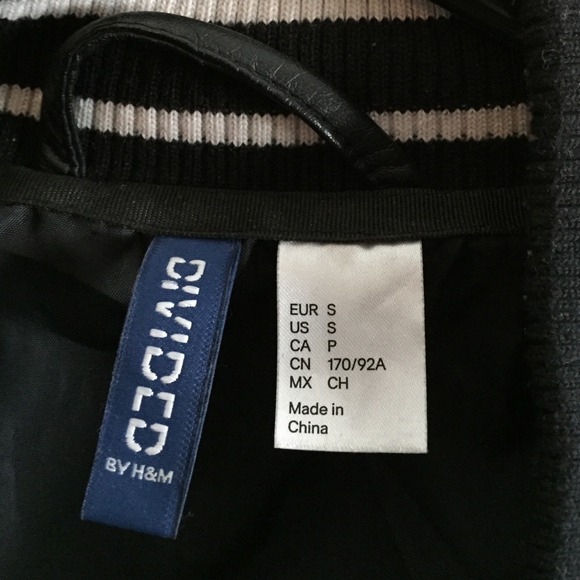 DIVIDED
BY H&M
EUR S
US S
CA P
CN 170/92A
MX CH
Made in
China